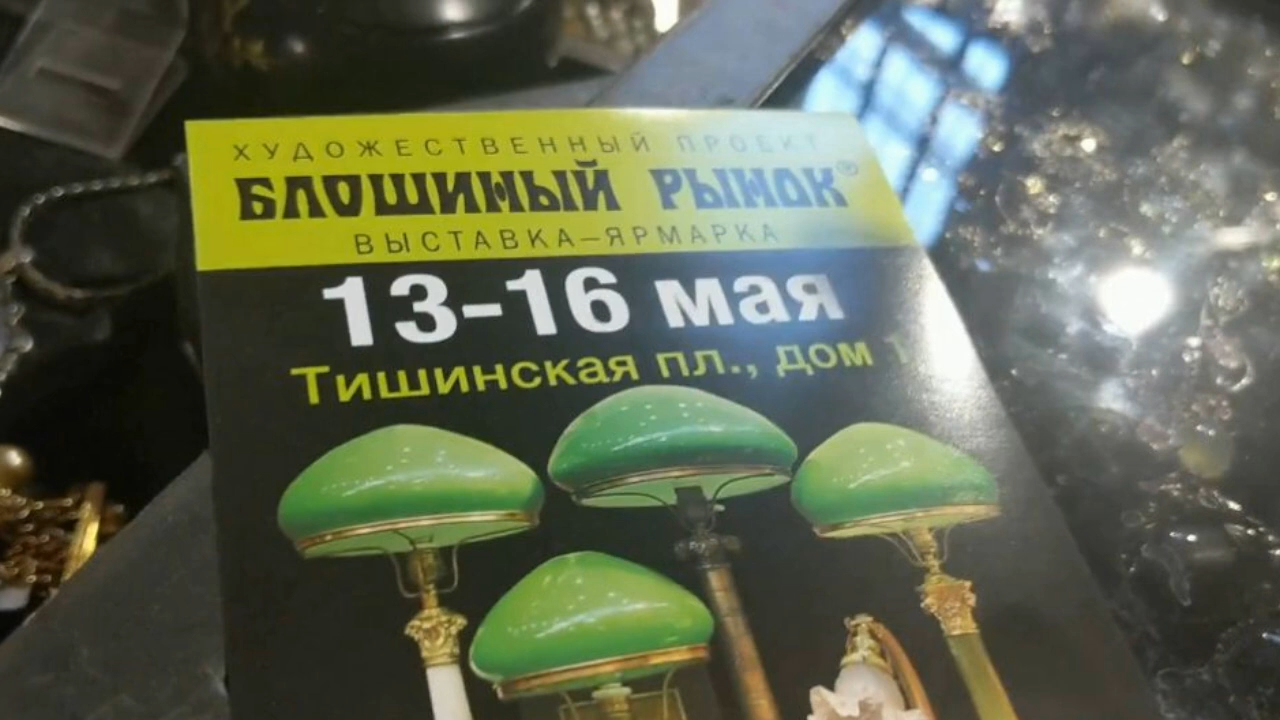 ХУДОЖЕСТВЕННЫЙ ПРОЕКТ
БЛОШИНЫЙ РЫНОК®
ВЫСТАВКА–ЯРМАРКА
13-16 мая
Тишинская пл., дом 1